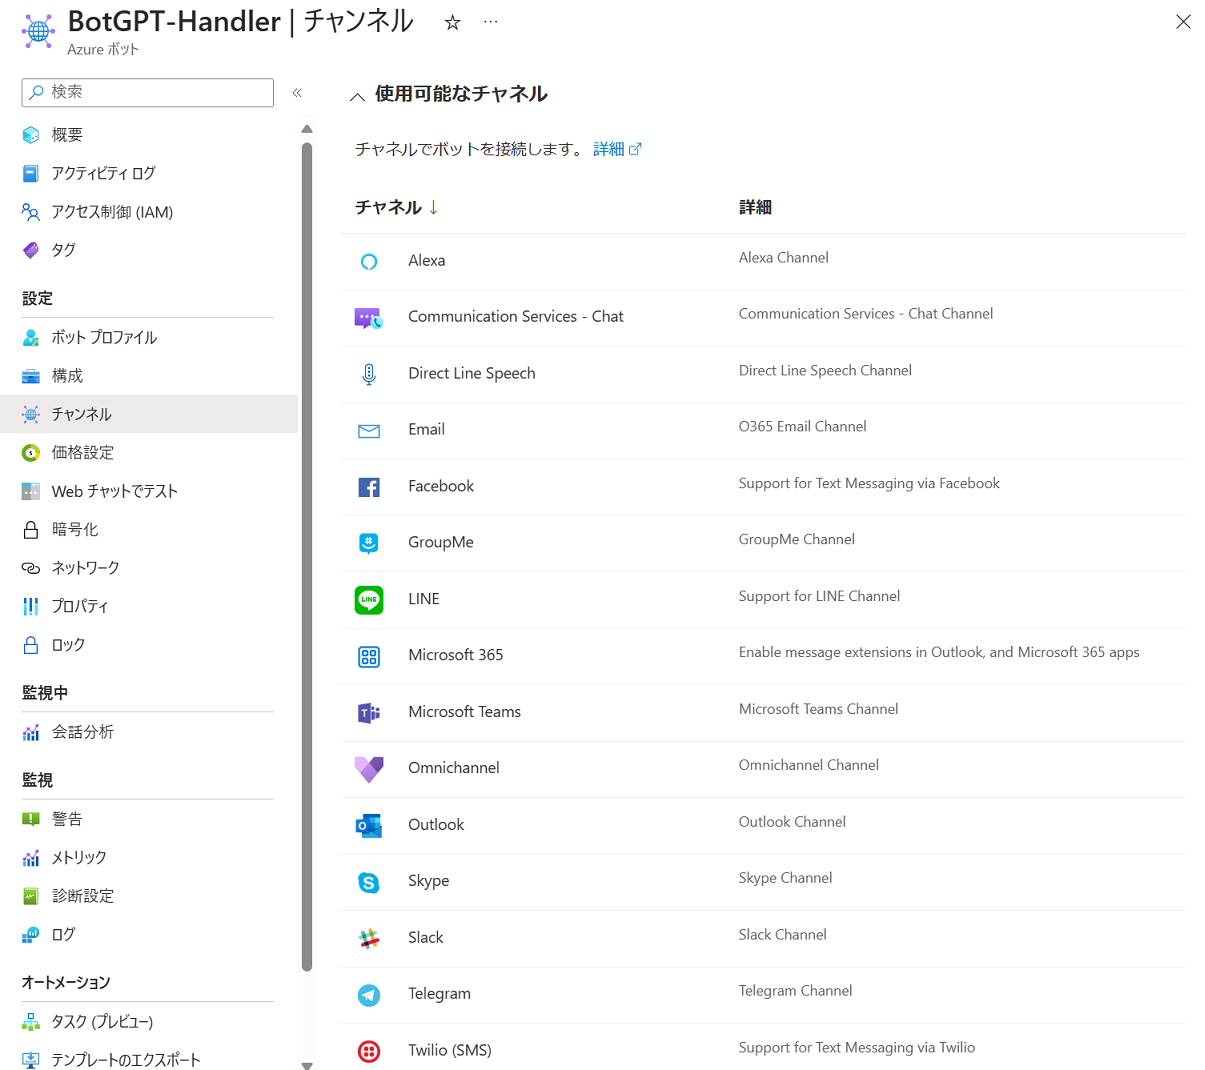 BotGPT-Handler | チャンネル
Azure ボット
検索
概要
アクティビティ ログ
アクセス制御 (IAM)
タグ
設定
ボット プロファイル
構成
チャンネル
価格設定
Web チャットでテスト
暗号化
ネットワーク
プロパティ
ロック
監視中
会話分析
監視
警告
メトリック
診断設定
ログ
オートメーション
タスク (プレビュー)
テンプレートのエクスポート
使用可能なチャンネル
チャネルでボットを接続します。 詳細
チャネル ↓ 詳細
Alexa Alexa Channel
Communication Services - Chat Communication Services - Chat Channel
Direct Line Speech Direct Line Speech Channel
Email O365 Email Channel
Facebook Support for Text Messaging via Facebook
GroupMe GroupMe Channel
LINE LINE Support for LINE Channel
Microsoft 365 Enable message extensions in Outlook, and Microsoft 365 apps
Microsoft Teams Microsoft Teams Channel
Omnichannel Omnichannel Channel
Outlook Outlook Channel
Skype Skype Channel
Slack Slack Channel
Telegram Telegram Channel
Twilio (SMS) Support for Text Messaging via Twilio